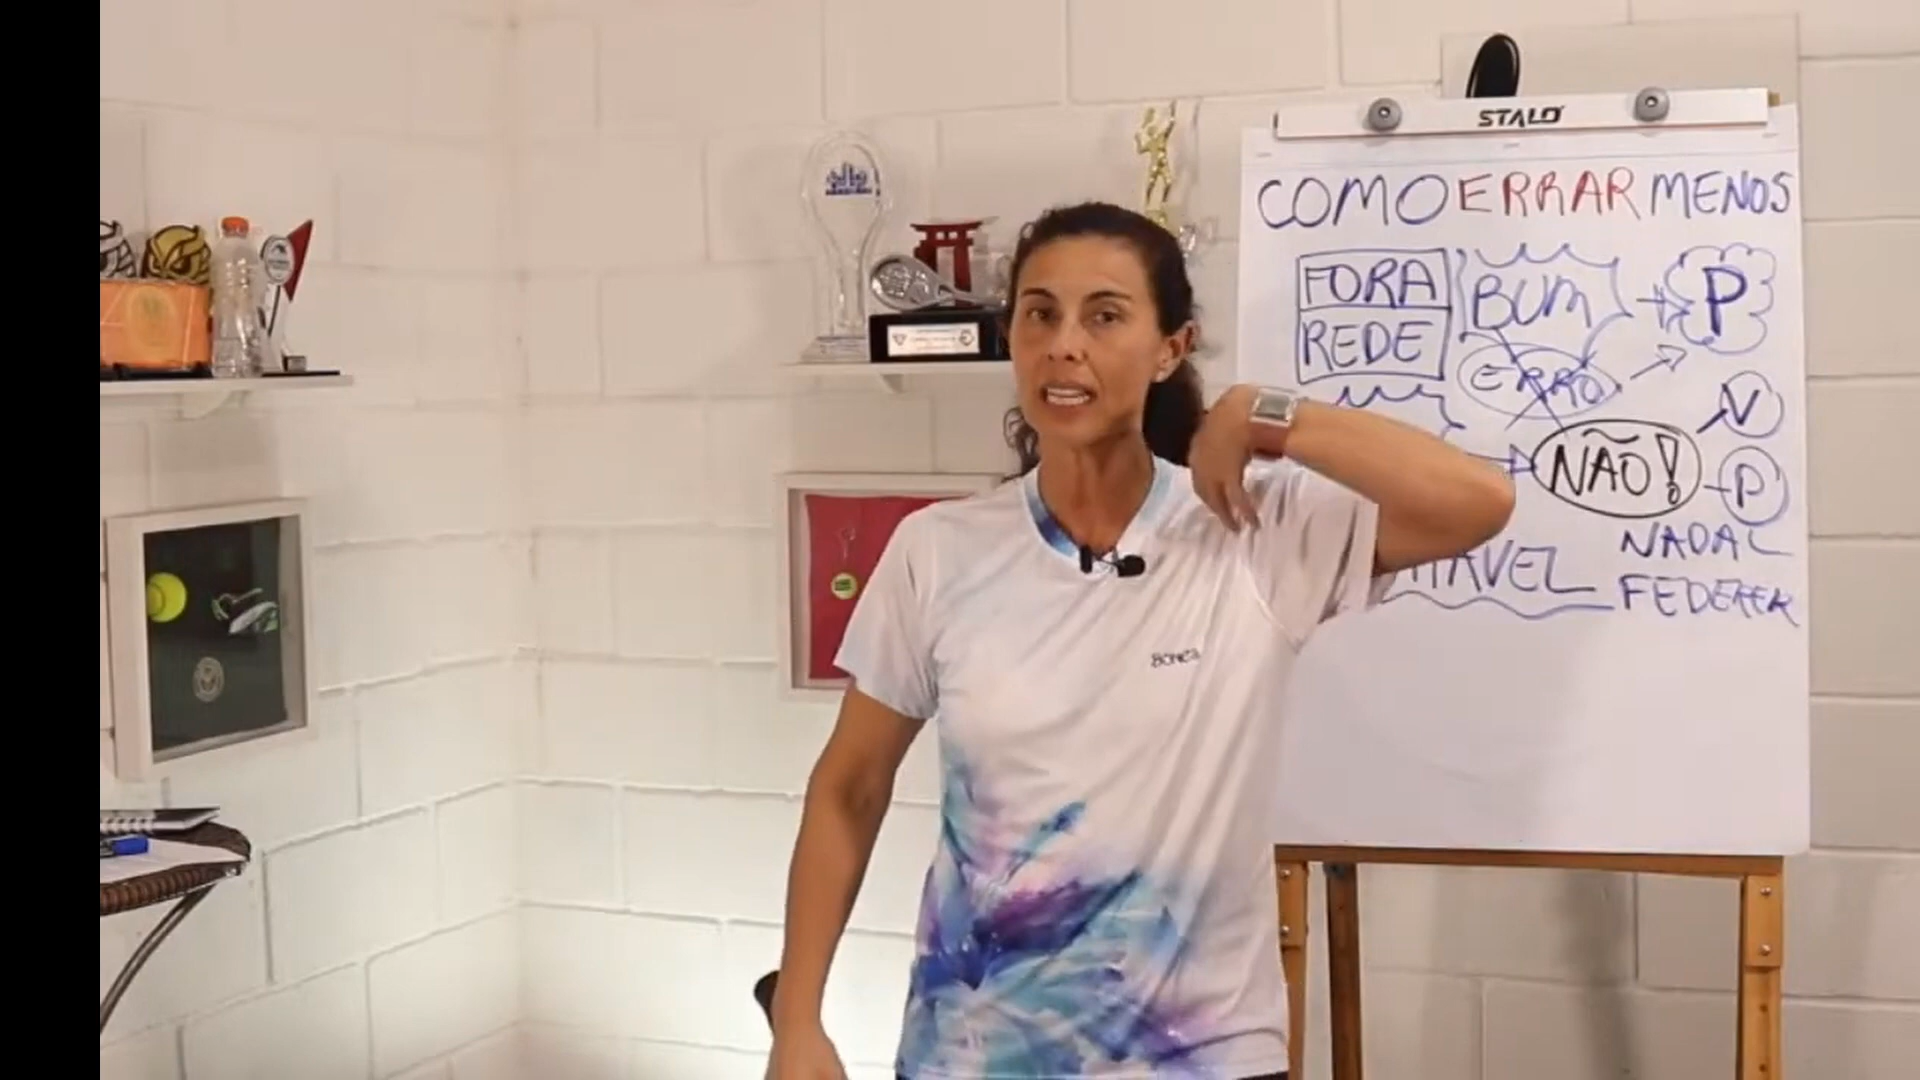 STALO
COMO ERRAR MENOS
FORA BUM P
REDE
ERRO
V
NÃO! P
NADAL
FEDERER